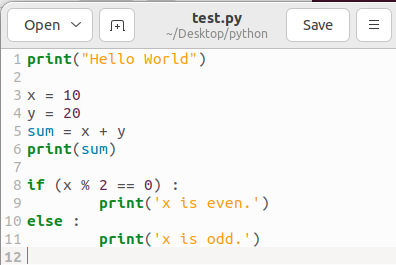 Open
test.py
~/Desktop/python
Save
1 print("Hello World")
2
3 x = 10
4 y = 20
5 sum = x + y
6 print(sum)
7
8 if (x % 2 == 0) :
9         print('x is even.')
10 else :
11         print('x is odd.')
12